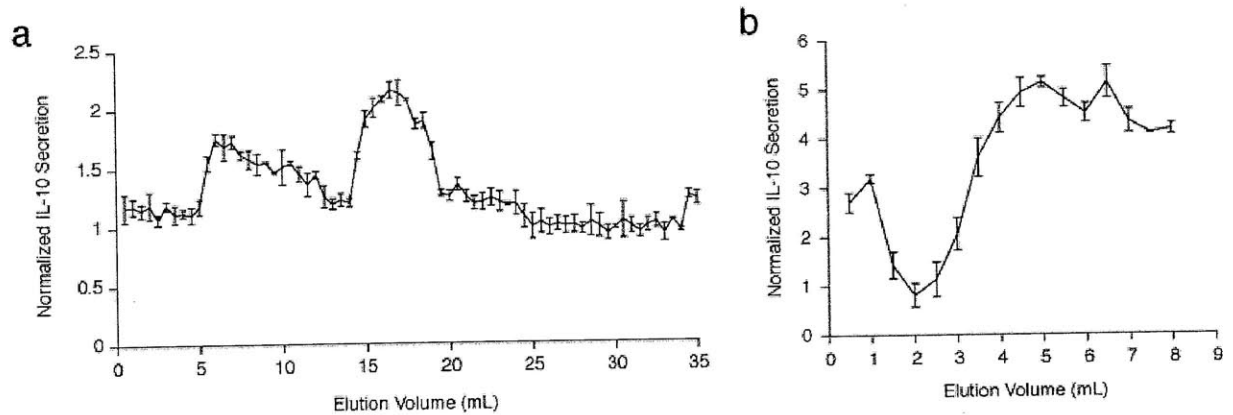 a
2.5
2
1.5
1
0.5
0
Normalized IL-10 Secretion
0 5 10 15 20 25 30 35
Elution Volume (mL)
b
6
5
4
3
2
1
0
Normalized IL-10 Secretion
0 1 2 3 4 5 6 7 8 9
Elution Volume (mL)